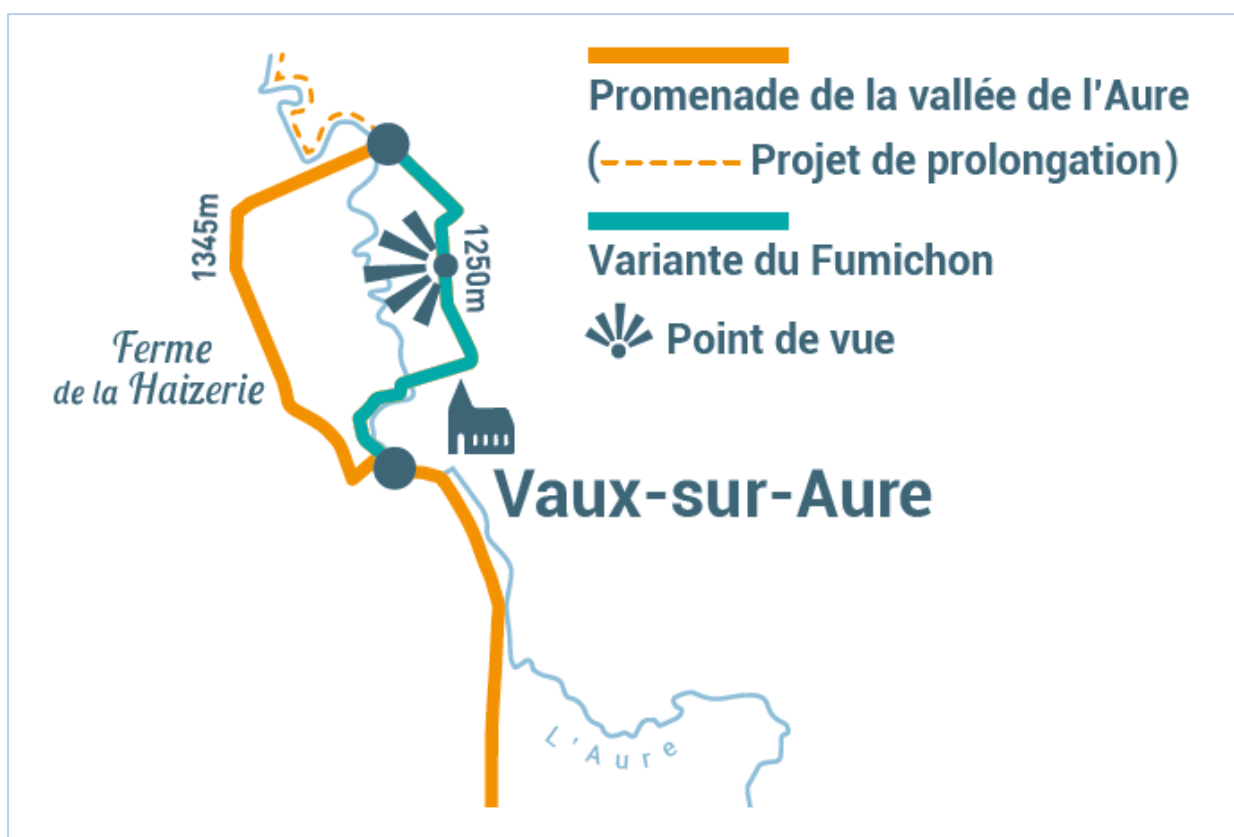 Promenade de la vallée de l'Aure
(------ Projet de prolongation)
Variante du Fumichon
Point de vue
1345m
1250m
Ferme
de la Haizerie
Vaux-sur-Aure
L'Aure